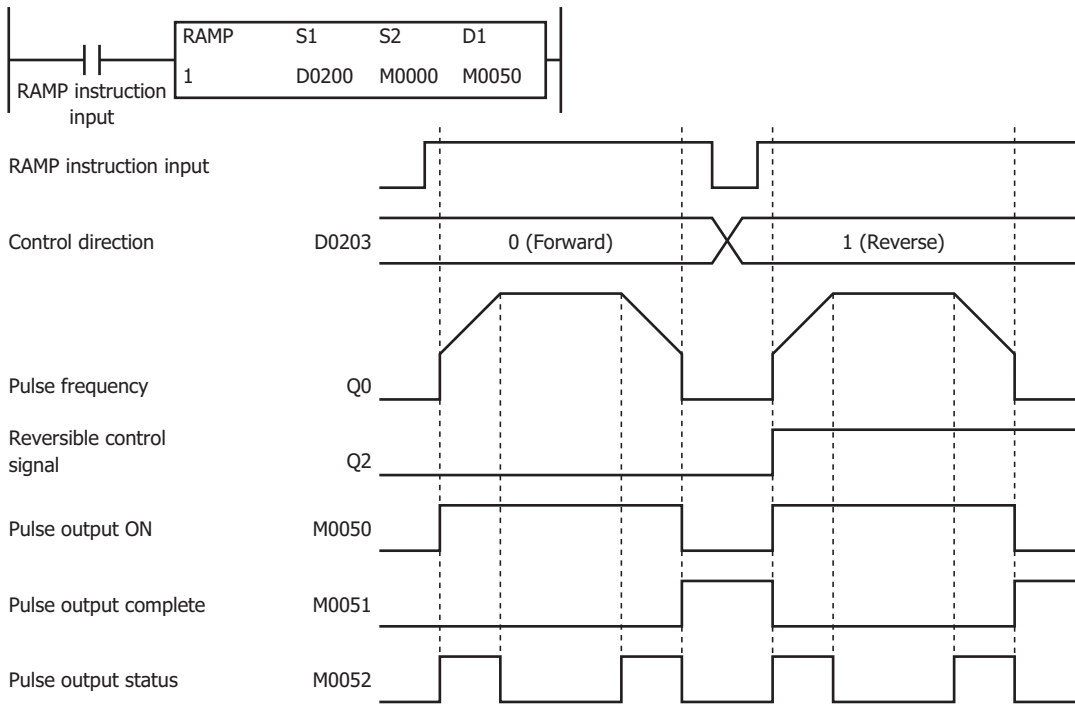 RAMP S1 S2 D1
1 D0200 M0000 M0050
RAMP instruction
input
RAMP instruction input
Control direction D0203 0 (Forward) 1 (Reverse)
Pulse frequency Q0
Reversible control
signal Q2
Pulse output ON M0050
Pulse output complete M0051
Pulse output status M0052